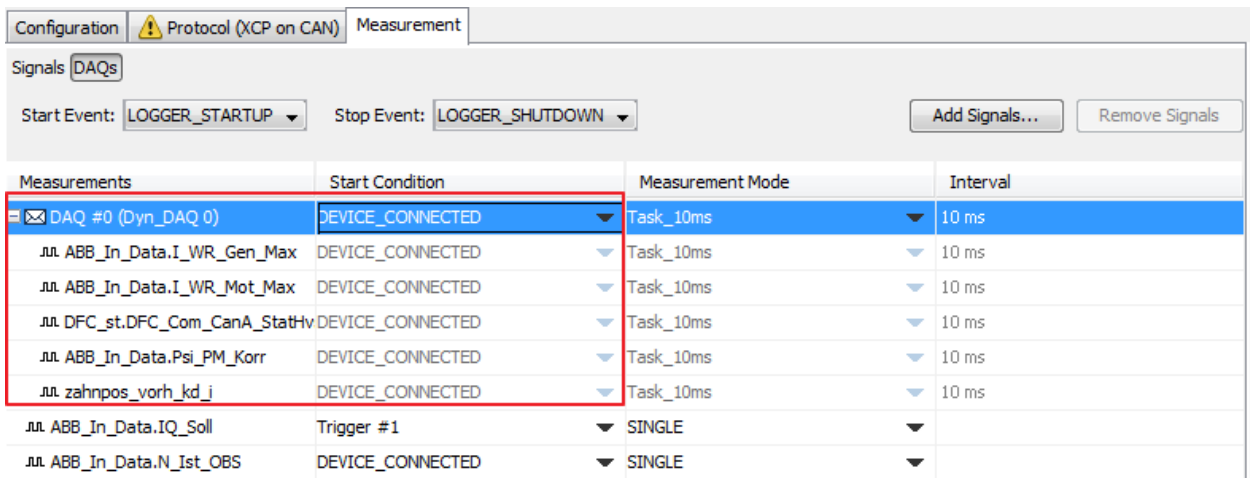 Configuration Protocol (XCP on CAN) Measurement
Signals DAQs
Start Event: LOGGER_STARTUP Stop Event: LOGGER_SHUTDOWN Add Signals... Remove Signals
Measurements Start Condition Measurement Mode Interval
DAQ #0 (Dyn_DAQ 0) DEVICE_CONNECTED Task_10ms 10 ms
ABB_In_Data.I_WR_Gen_Max DEVICE_CONNECTED Task_10ms 10 ms
ABB_In_Data.I_WR_Mot_Max DEVICE_CONNECTED Task_10ms 10 ms
DFC_st.DFC_Com_CanA_StatHv DEVICE_CONNECTED Task_10ms 10 ms
ABB_In_Data.Psi_PM_Korr DEVICE_CONNECTED Task_10ms 10 ms
zahnpos_vorh_kd_i DEVICE_CONNECTED Task_10ms 10 ms
ABB_In_Data.IQ_Soll Trigger #1 SINGLE
ABB_In_Data.N_Ist_OBS DEVICE_CONNECTED SINGLE